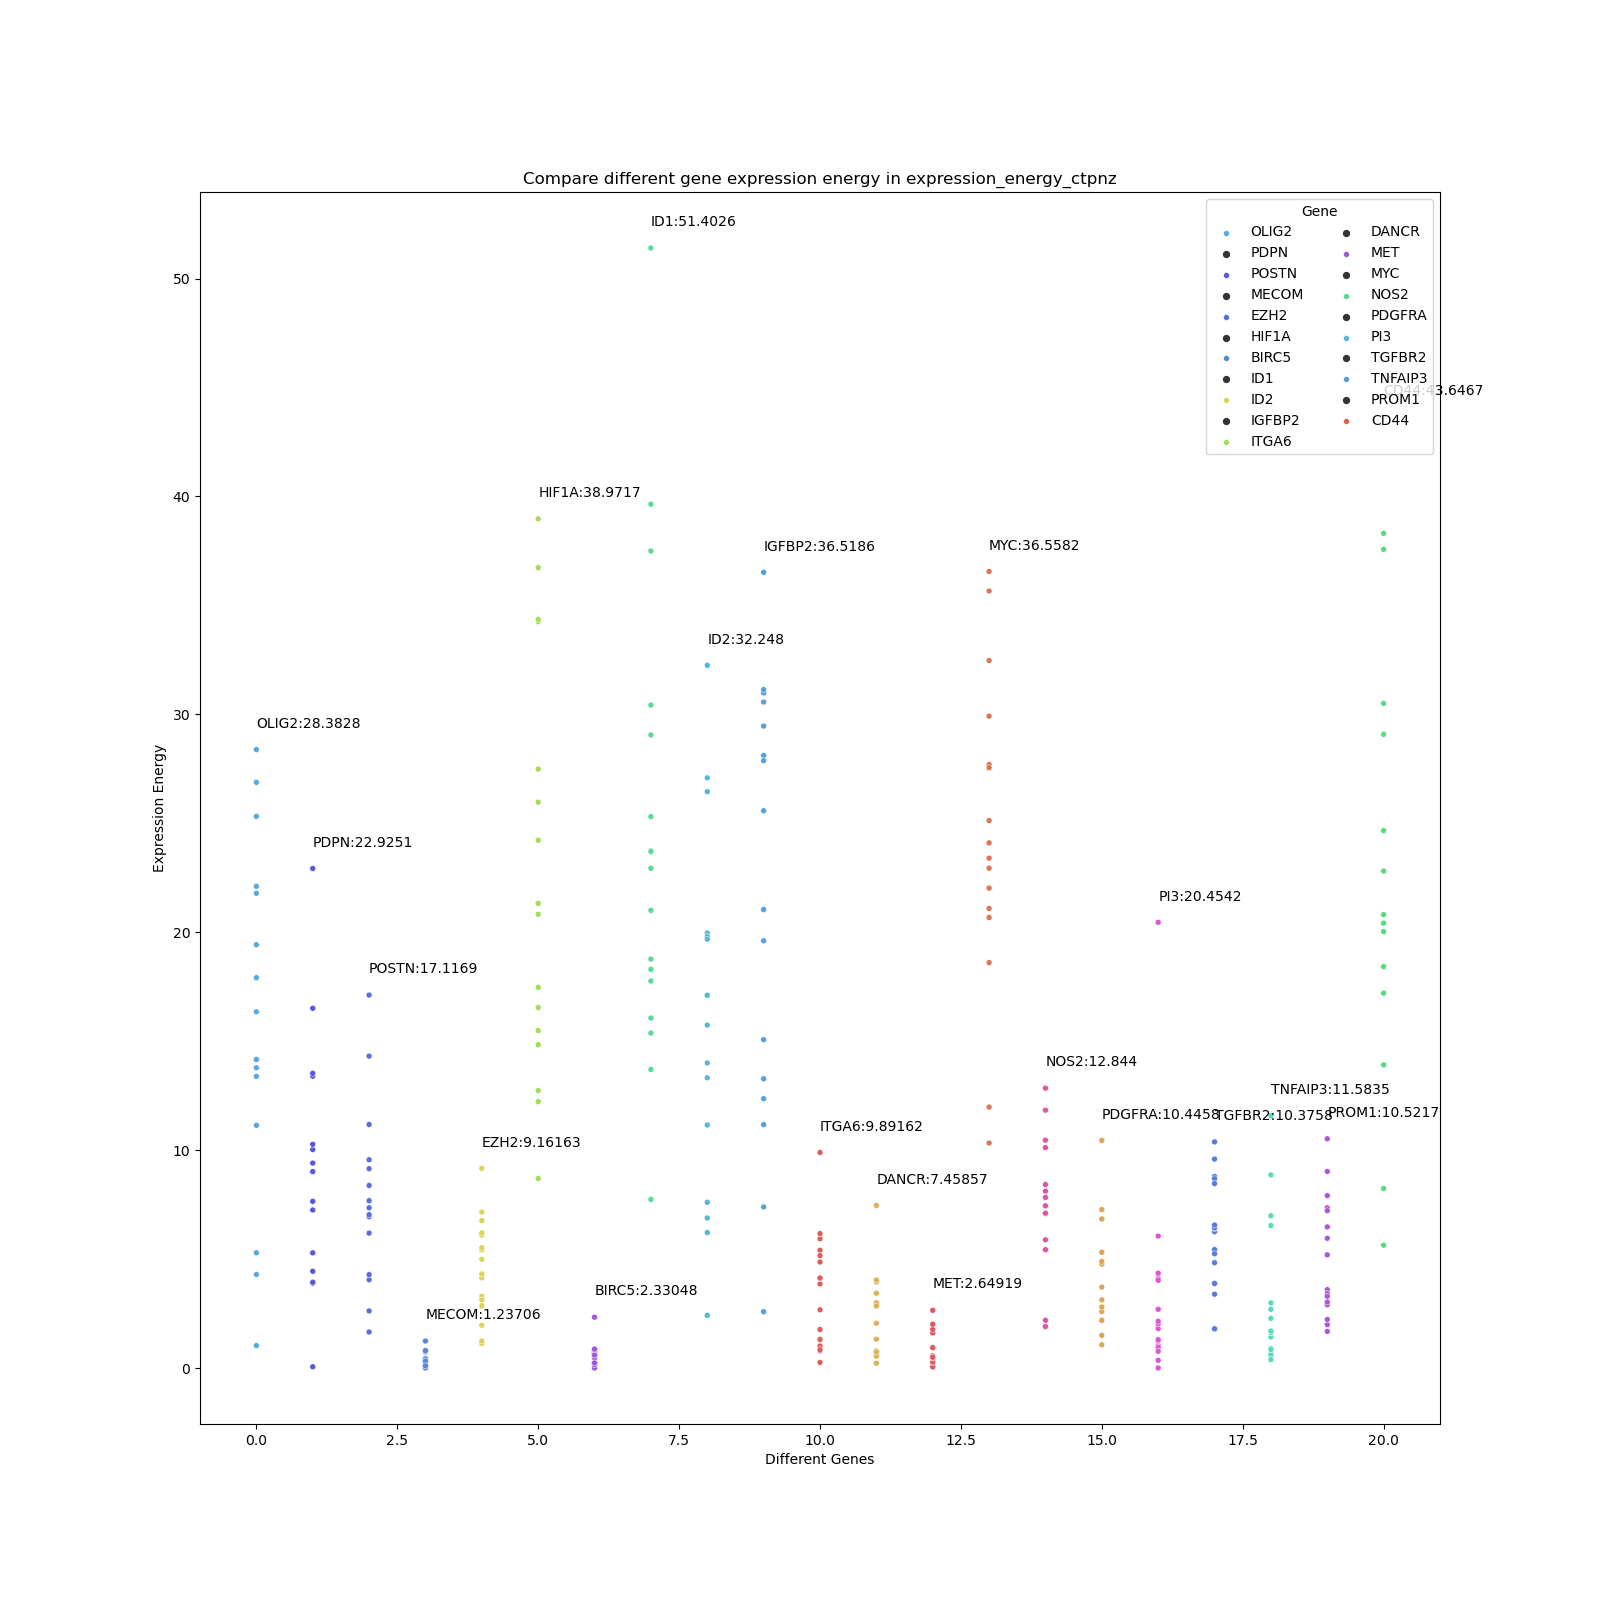 Compare different gene expression energy in expression_energy_ctpnz
Gene
OLIG2
PDPN
POSTN
MECOM
EZH2
HIF1A
BIRC5
ID1
ID2
IGFBP2
ITGA6
DANCR
MET
MYC
NOS2
PDGFRA
PI3
TGFBR2
TNFAIP3
PROM1
CD44
ID1:51.4026
CD44:43.6467
HIF1A:38.9717
IGFBP2:36.5186
MYC:36.5582
ID2:32.248
OLIG2:28.3828
PDPN:22.9251
PI3:20.4542
POSTN:17.1169
NOS2:12.844
TNFAIP3:11.5835
PDGFRA:10.4458
TGFBR2:10.3758
PROM1:10.5217
ITGA6:9.89162
EZH2:9.16163
DANCR:7.45857
MET:2.64919
BIRC5:2.33048
MECOM:1.23706
50
40
30
20
10
0
Expression Energy
0.0
2.5
5.0
7.5
10.0
12.5
15.0
17.5
20.0
Different Genes